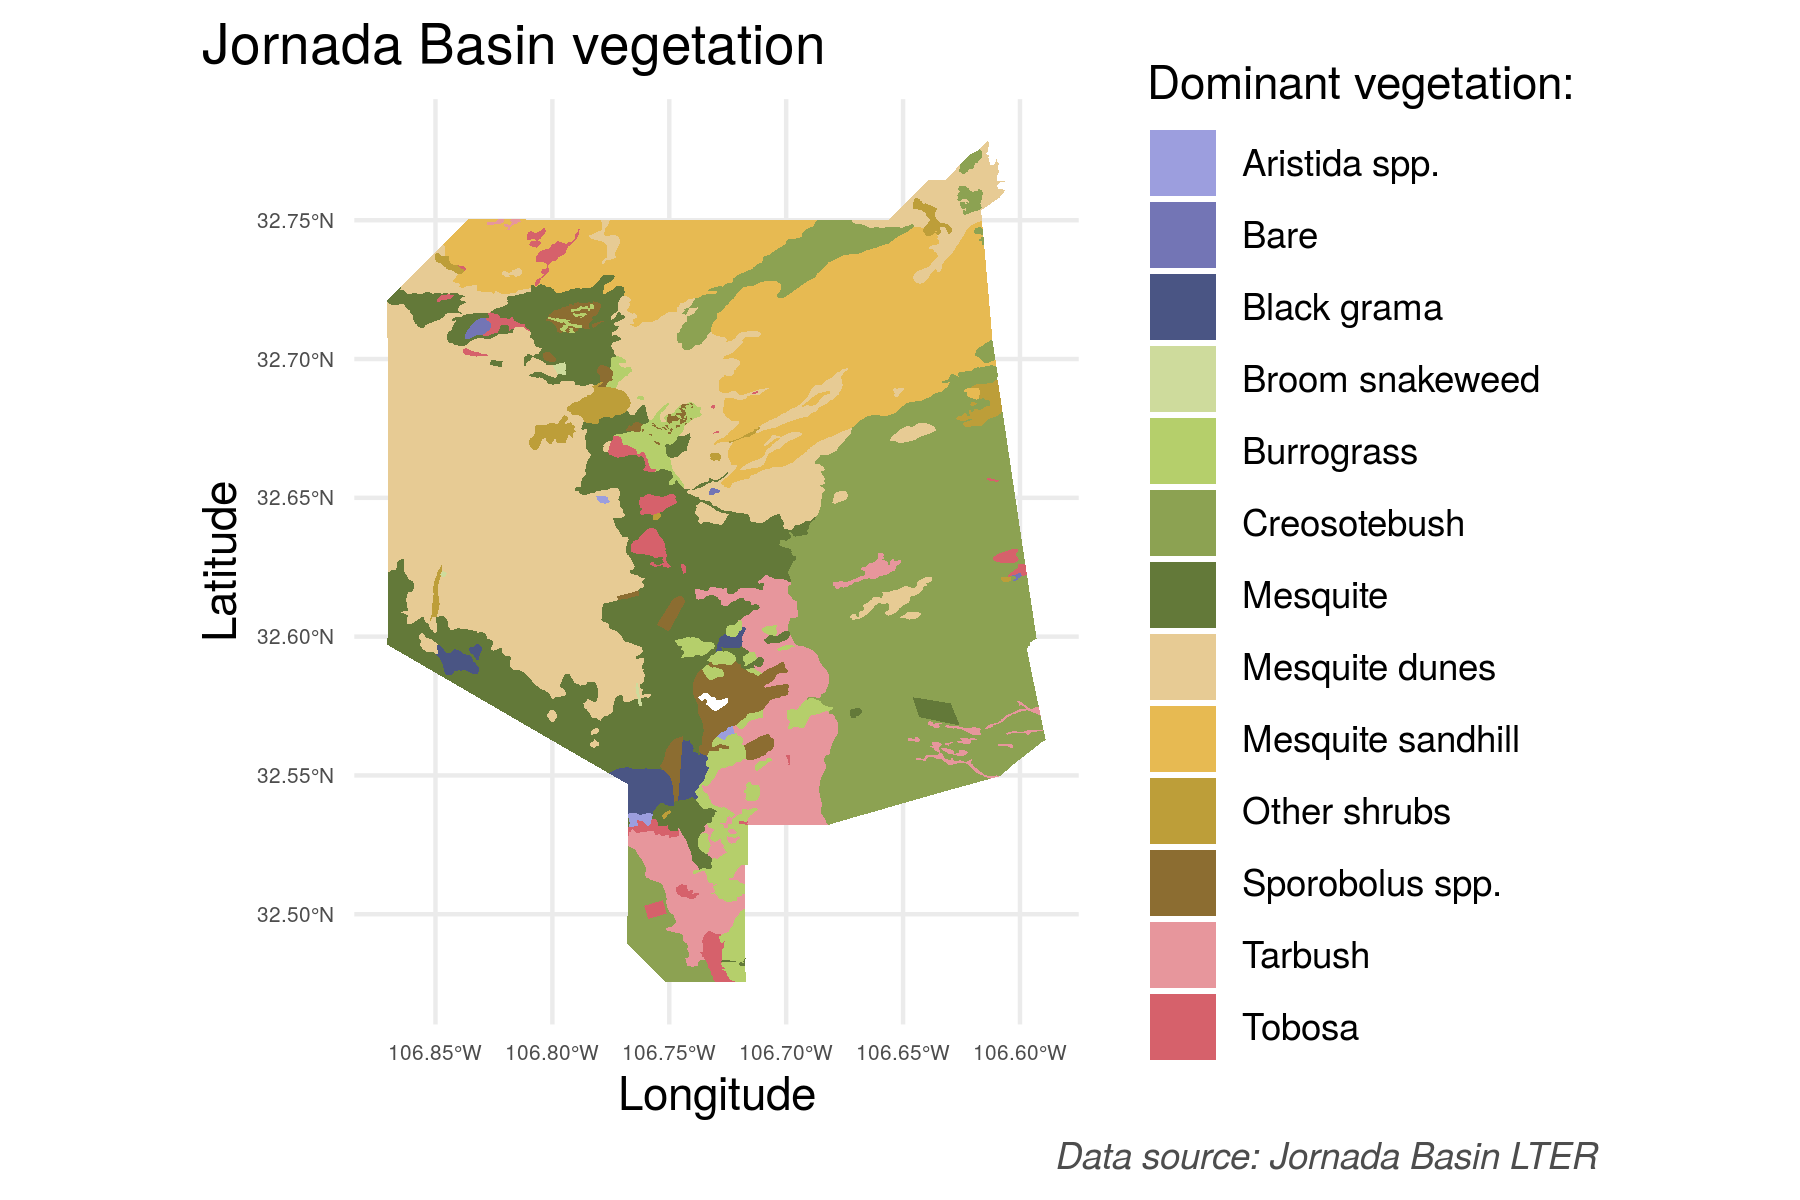 Jornada Basin vegetation
Dominant vegetation:
Aristida spp.
Bare
Black grama
Broom snakeweed
Burrograss
Creosotebush
Mesquite
Mesquite dunes
Mesquite sandhill
Other shrubs
Sporobolus spp.
Tarbush
Tobosa
Latitude
32.75°N
32.70°N
32.65°N
32.60°N
32.55°N
32.50°N
106.85°W 106.80°W 106.75°W 106.70°W 106.65°W 106.60°W
Longitude
Data source: Jornada Basin LTER